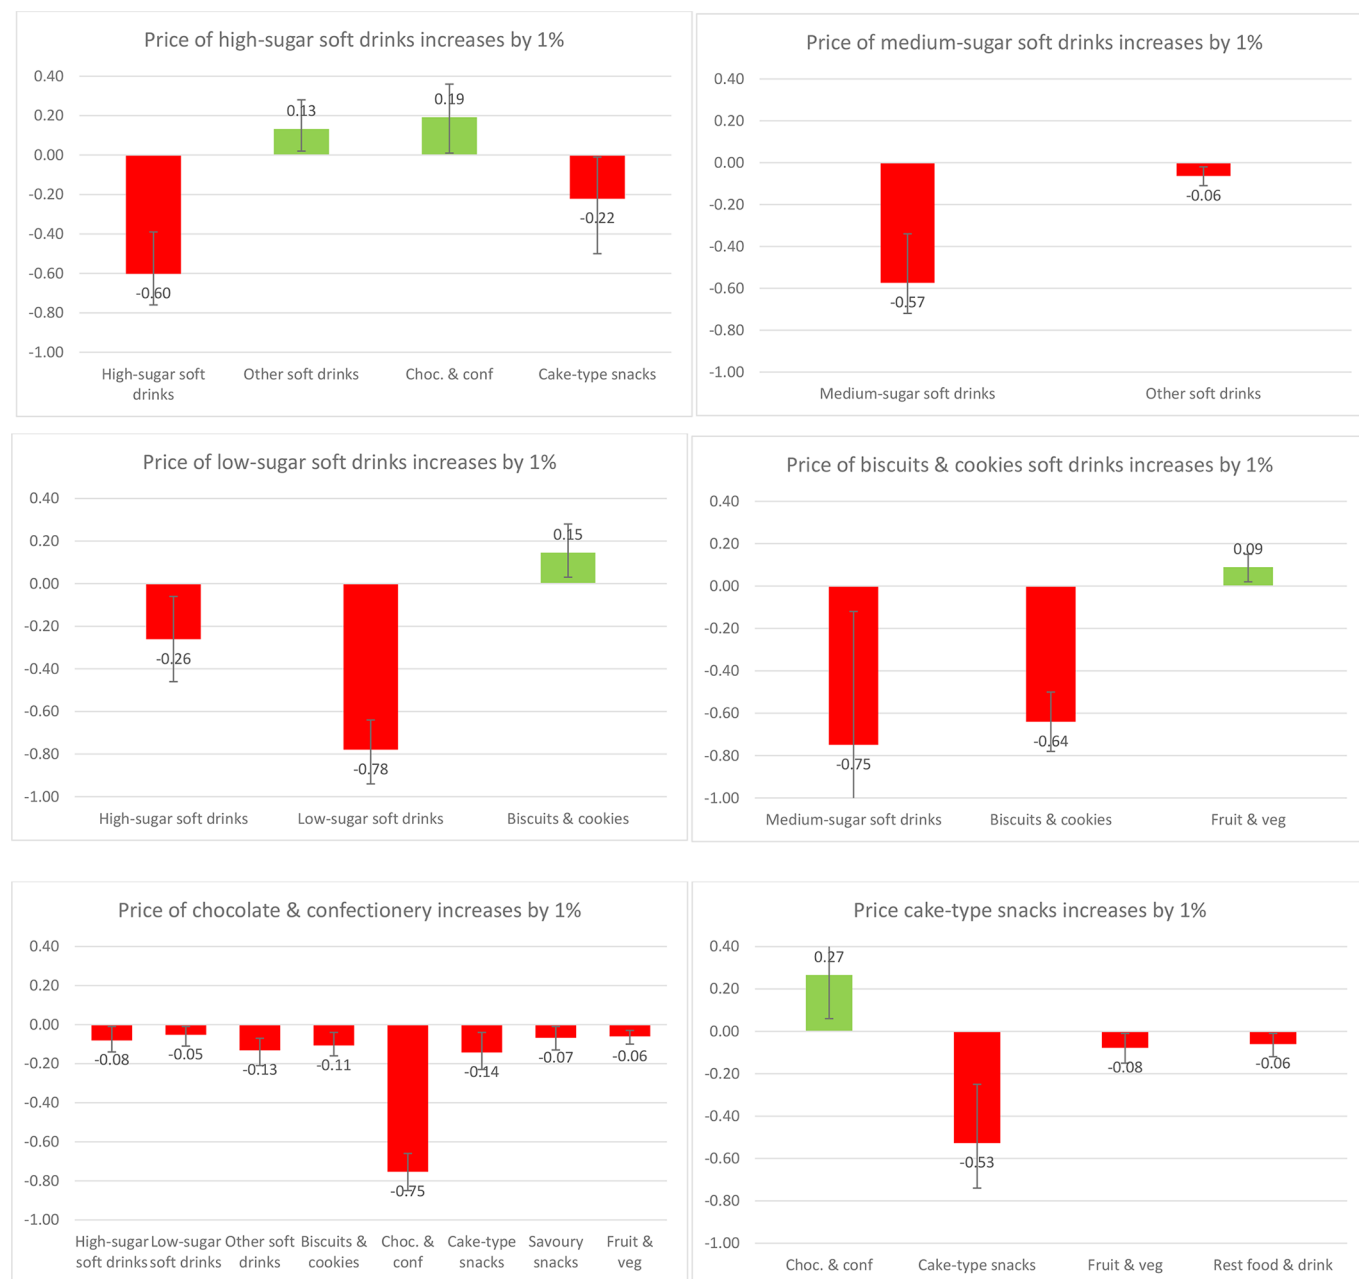 Price of high-sugar soft drinks increases by 1%
0.40
0.20
0.00
-0.20
-0.40
-0.60
-0.80
-1.00
-0.60
0.13
0.19
-0.22
High-sugar soft
drinks
Other soft drinks
Choc. & conf
Cake-type snacks
Price of medium-sugar soft drinks increases by 1%
0.40
0.20
0.00
-0.20
-0.40
-0.60
-0.80
-1.00
-0.57
-0.06
Medium-sugar soft drinks
Other soft drinks
Price of low-sugar soft drinks increases by 1%
0.40
0.20
0.00
-0.20
-0.40
-0.60
-0.80
-1.00
-0.26
-0.78
0.15
High-sugar soft drinks
Low-sugar soft drinks
Biscuits & cookies
Price of biscuits & cookies soft drinks increases by 1%
0.40
0.20
0.00
-0.20
-0.40
-0.60
-0.80
-1.00
-0.75
-0.64
0.09
Medium-sugar soft drinks
Biscuits & cookies
Fruit & veg
Price of chocolate & confectionery increases by 1%
0.40
0.20
0.00
-0.20
-0.40
-0.60
-0.80
-1.00
-0.08
-0.05
-0.13
-0.11
-0.75
-0.14
-0.07
-0.06
High-sugar
soft drinks
Low-sugar
soft drinks
Other soft
drinks
Biscuits &
cookies
Choc. &
conf
Cake-type
snacks
Savoury
snacks
Fruit &
veg
Price cake-type snacks increases by 1%
0.40
0.20
0.00
-0.20
-0.40
-0.60
-0.80
-1.00
0.27
-0.53
-0.08
-0.06
Choc. & conf
Cake-type snacks
Fruit & veg
Rest food & drink